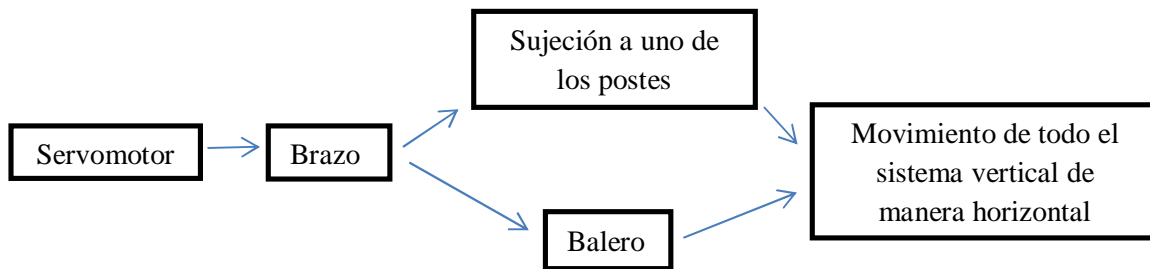 Servomotor
Brazo
Sujeción a uno de
los postes
Balero
Movimiento de todo el
sistema vertical de
manera horizontal